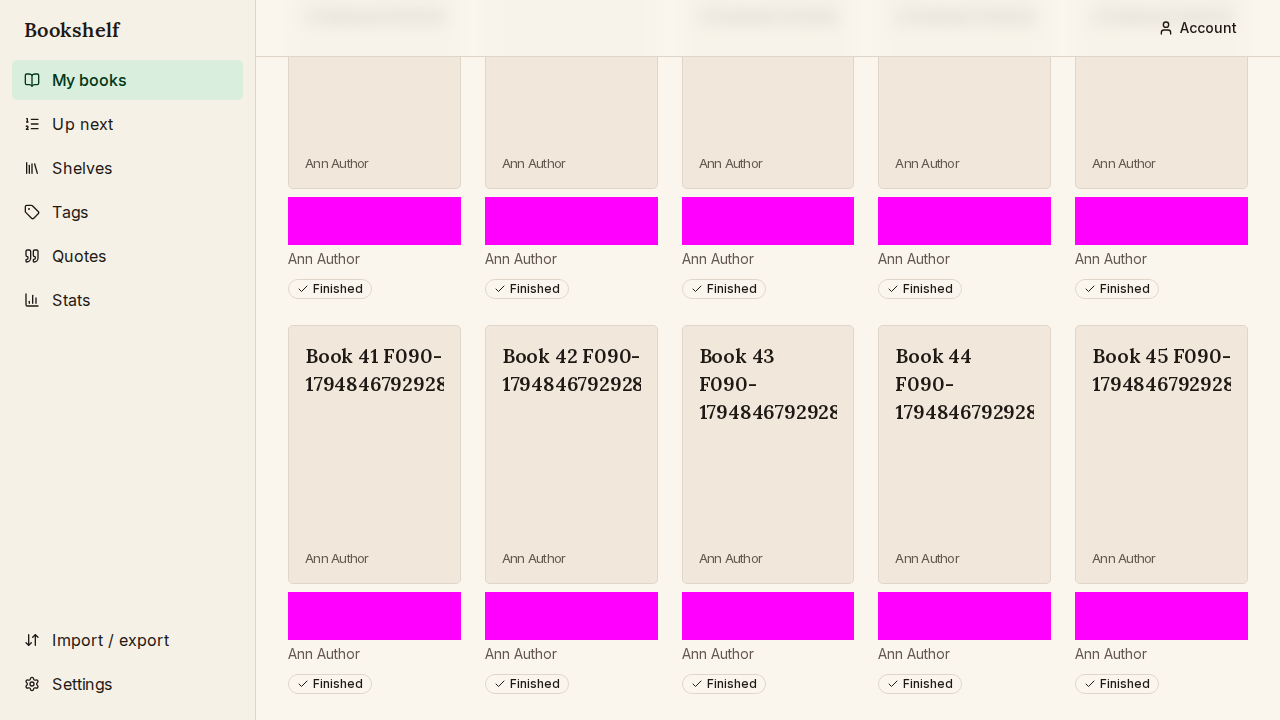 Bookshelf
My books
Up next
Shelves
Tags
Quotes
Stats
Import / export
Settings
Account
Ann Author
Ann Author
Ann Author
Ann Author
Ann Author
Ann Author
Ann Author
Ann Author
Ann Author
Ann Author
Finished
Finished
Finished
Finished
Finished
Book 41 F090-
1794846792928
Ann Author
Book 42 F090-
1794846792928
Ann Author
Book 43
F090-
1794846792928
Ann Author
Book 44
F090-
1794846792928
Ann Author
Book 45 F090-
1794846792928
Ann Author
Ann Author
Ann Author
Ann Author
Ann Author
Ann Author
Finished
Finished
Finished
Finished
Finished